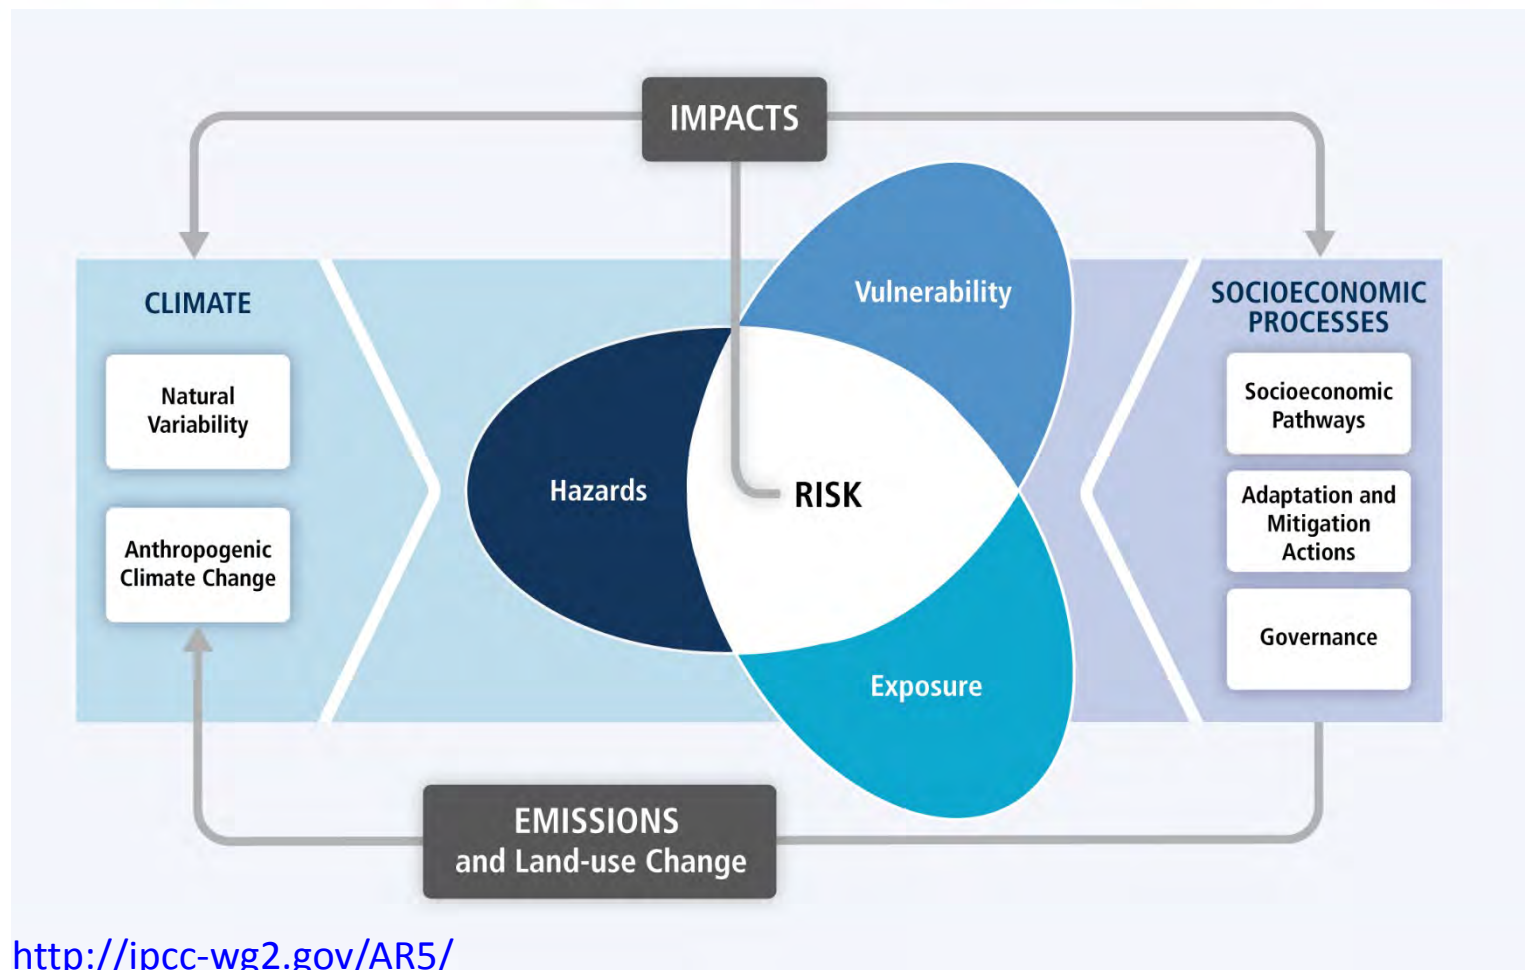 IMPACTS
CLIMATE
Natural
Variability
Anthropogenic
Climate Change
Vulnerability
Hazards
RISK
Exposure
SOCIOECONOMIC
PROCESSES
Socioeconomic
Pathways
Adaptation and
Mitigation
Actions
Governance
EMISSIONS
and Land-use Change
http://ipcc-wg2.gov/AR5/